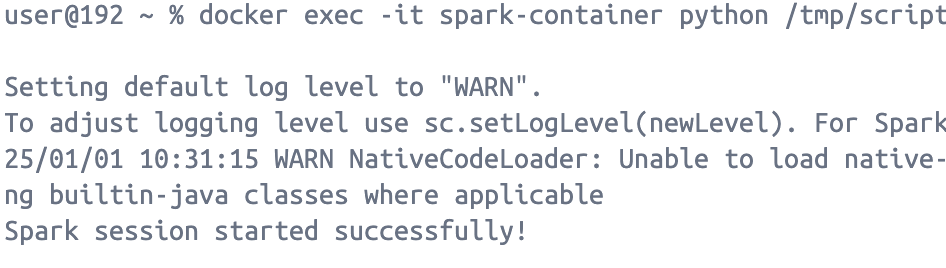 user@192 ~ % docker exec -it spark-container python /tmp/script
Setting default log level to "WARN".
To adjust logging level use sc.setLogLevel(newLevel). For Spark
25/01/01 10:31:15 WARN NativeCodeLoader: Unable to load native-
ng builtin-java classes where applicable
Spark session started successfully!